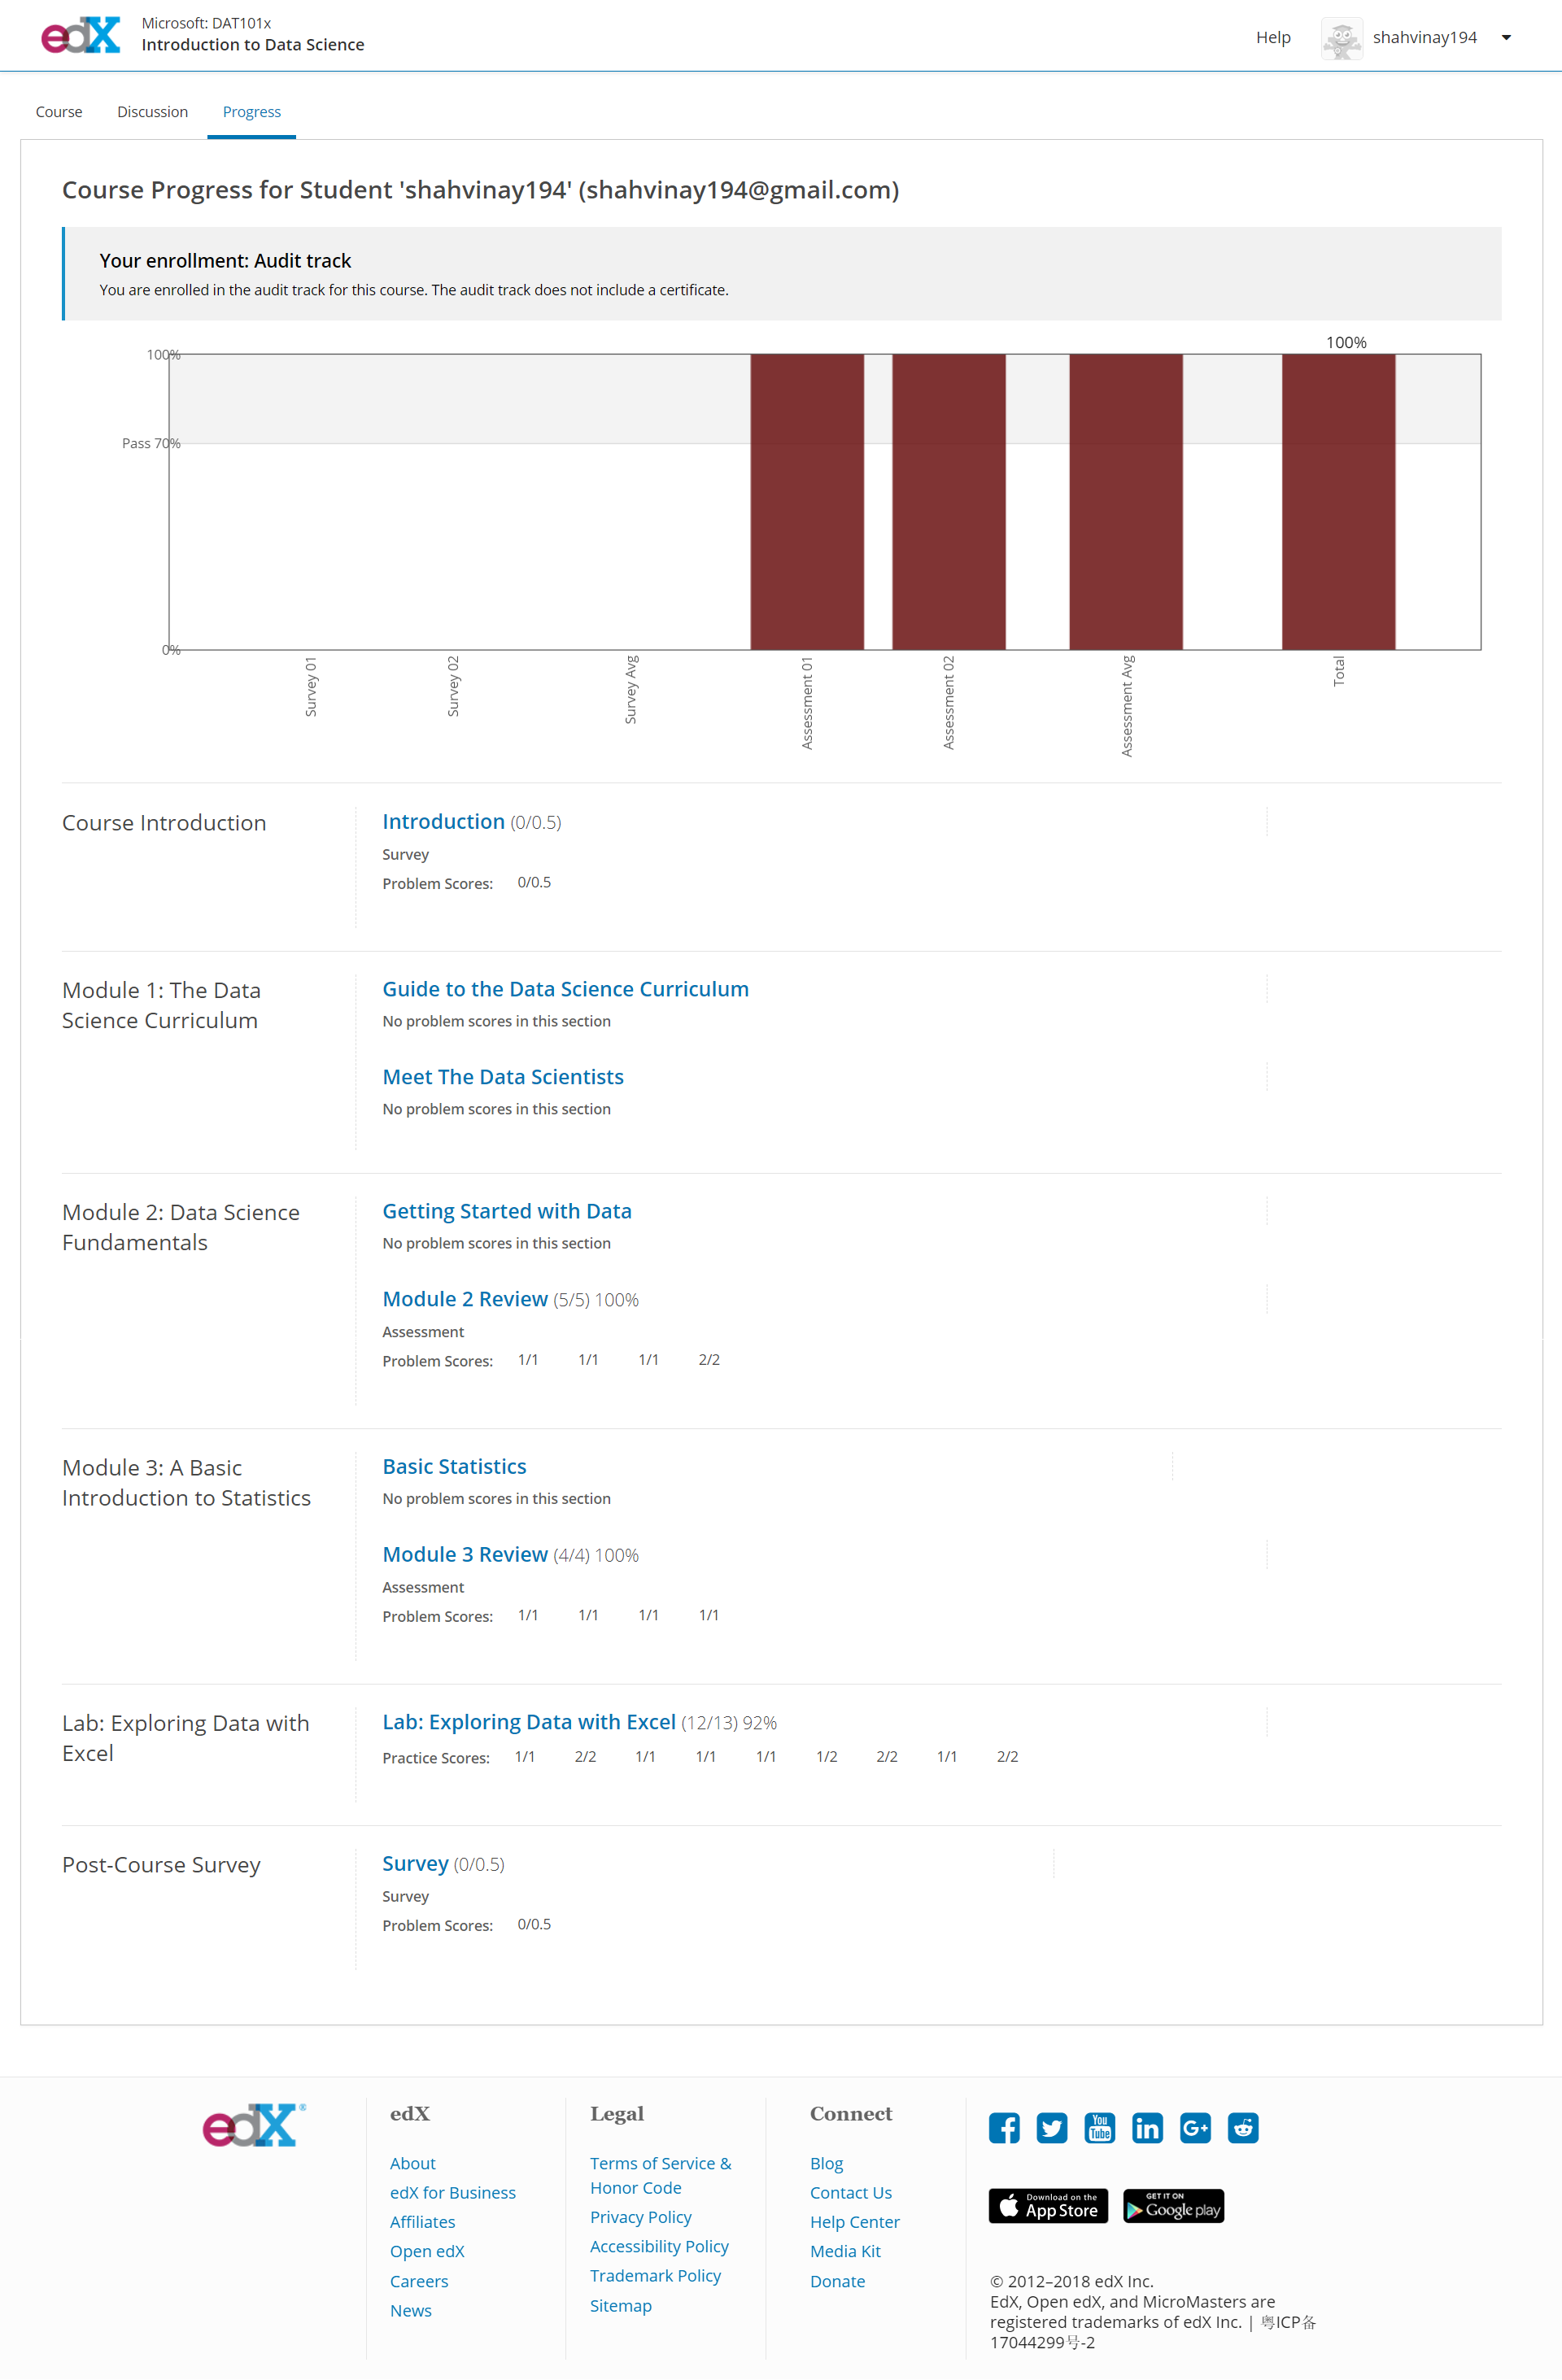 edX
Microsoft: DAT101x
Introduction to Data Science
Help
shahvinay194
Course
Discussion
Progress
Course Progress for Student 'shahvinay194' (shahvinay194@gmail.com)
Your enrollment: Audit track
You are enrolled in the audit track for this course. The audit track does not include a certificate.
100%
100%
Pass 70%
0%
Survey 01
Survey 02
Survey Avg
Assessment 01
Assessment 02
Assessment Avg
Total
Course Introduction
Introduction (0/0.5)
Survey
Problem Scores: 0/0.5
Module 1: The Data
Science Curriculum
Guide to the Data Science Curriculum
No problem scores in this section
Meet The Data Scientists
No problem scores in this section
Module 2: Data Science
Fundamentals
Getting Started with Data
No problem scores in this section
Module 2 Review (5/5) 100%
Assessment
Problem Scores: 1/1 1/1 1/1 2/2
Module 3: A Basic
Introduction to Statistics
Basic Statistics
No problem scores in this section
Module 3 Review (4/4) 100%
Assessment
Problem Scores: 1/1 1/1 1/1 1/1
Lab: Exploring Data with
Excel
Lab: Exploring Data with Excel (12/13) 92%
Practice Scores: 1/1 2/2 1/1 1/1 1/1 1/2 2/2 1/1 2/2
Post-Course Survey
Survey (0/0.5)
Survey
Problem Scores: 0/0.5
edX®
edX
About
edX for Business
Affiliates
Open edX
Careers
News
Legal
Terms of Service &
Honor Code
Privacy Policy
Accessibility Policy
Trademark Policy
Sitemap
Connect
Blog
Contact Us
Help Center
Media Kit
Donate
You
Tube
in
G+
Download on the
App Store
GET IT ON
Google play
© 2012–2018 edX Inc.
EdX, Open edX, and MicroMasters are
registered trademarks of edX Inc. | 粤ICP备
17044299号-2